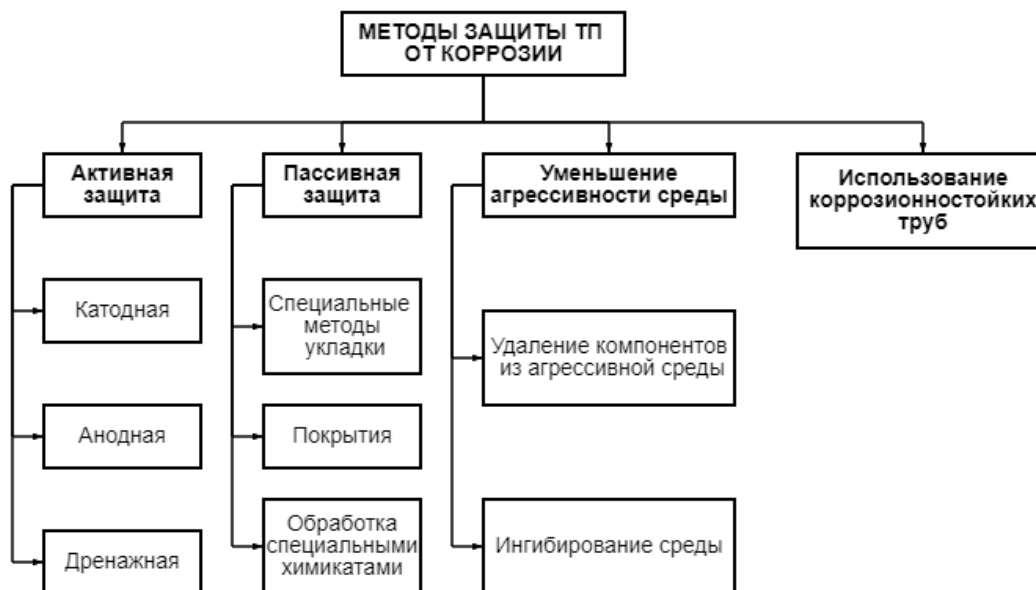 МЕТОДЫ ЗАЩИТЫ ТП
ОТ КОРРОЗИИ
Активная
защита
Пассивная
защита
Уменьшение
агрессивности среды
Использование
коррозионностойких
труб
Катодная
Анодная
Дренажная
Специальные
методы
укладки
Покрытия
Обработка
специальными
химикатами
Удаление компонентов
из агрессивной среды
Ингибирование среды